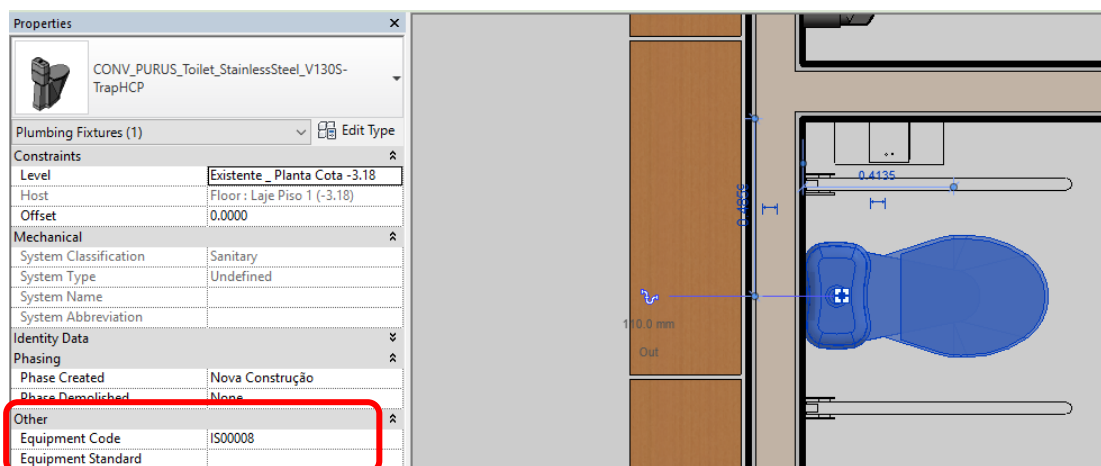 Properties ×
CONV_PURUS_Toilet_StainlessSteel_V130S-
TrapHCP
Plumbing Fixtures (1) Edit Type
Constraints
Level Existente _ Planta Cota -3.18
Host Floor : Laje Piso 1 (-3.18)
Offset 0.0000
Mechanical
System Classification Sanitary
System Type Undefined
System Name
System Abbreviation
Identity Data
Phasing
Phase Created Nova Construção
Phase Demolished None
Other
Equipment Code IS00008
Equipment Standard
0.4135
0.4856
110.0 mm
Out